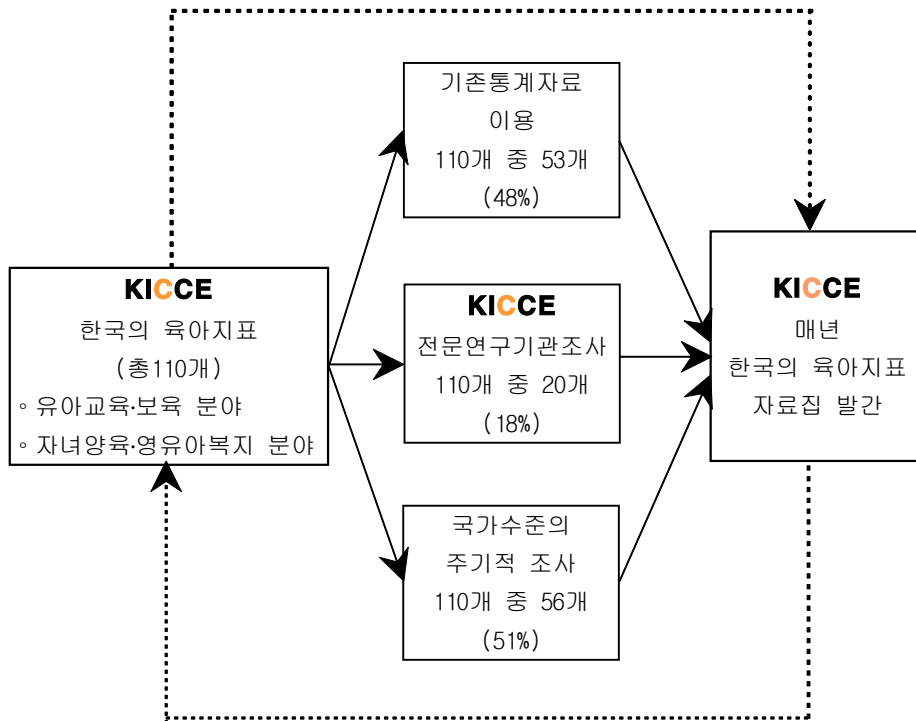 KICCE
한국의 육아지표
(총110개)
◦ 유아교육·보육 분야
◦ 자녀양육·영유아복지 분야
기존통계자료
이용
110개 중 53개
(48%)
KICCE
전문연구기관조사
110개 중 20개
(18%)
국가수준의
주기적 조사
110개 중 56개
(51%)
KICCE
매년
한국의 육아지표
자료집 발간